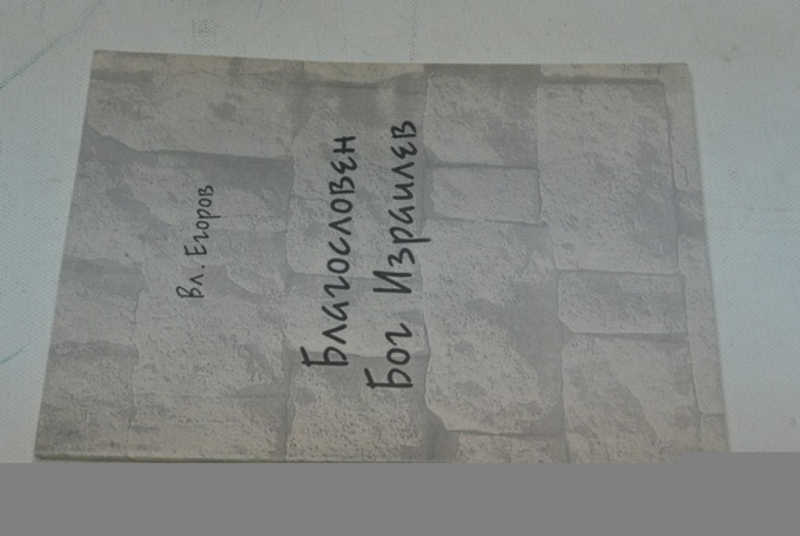 Вл. Егоров
Благословен
Бог Израилев